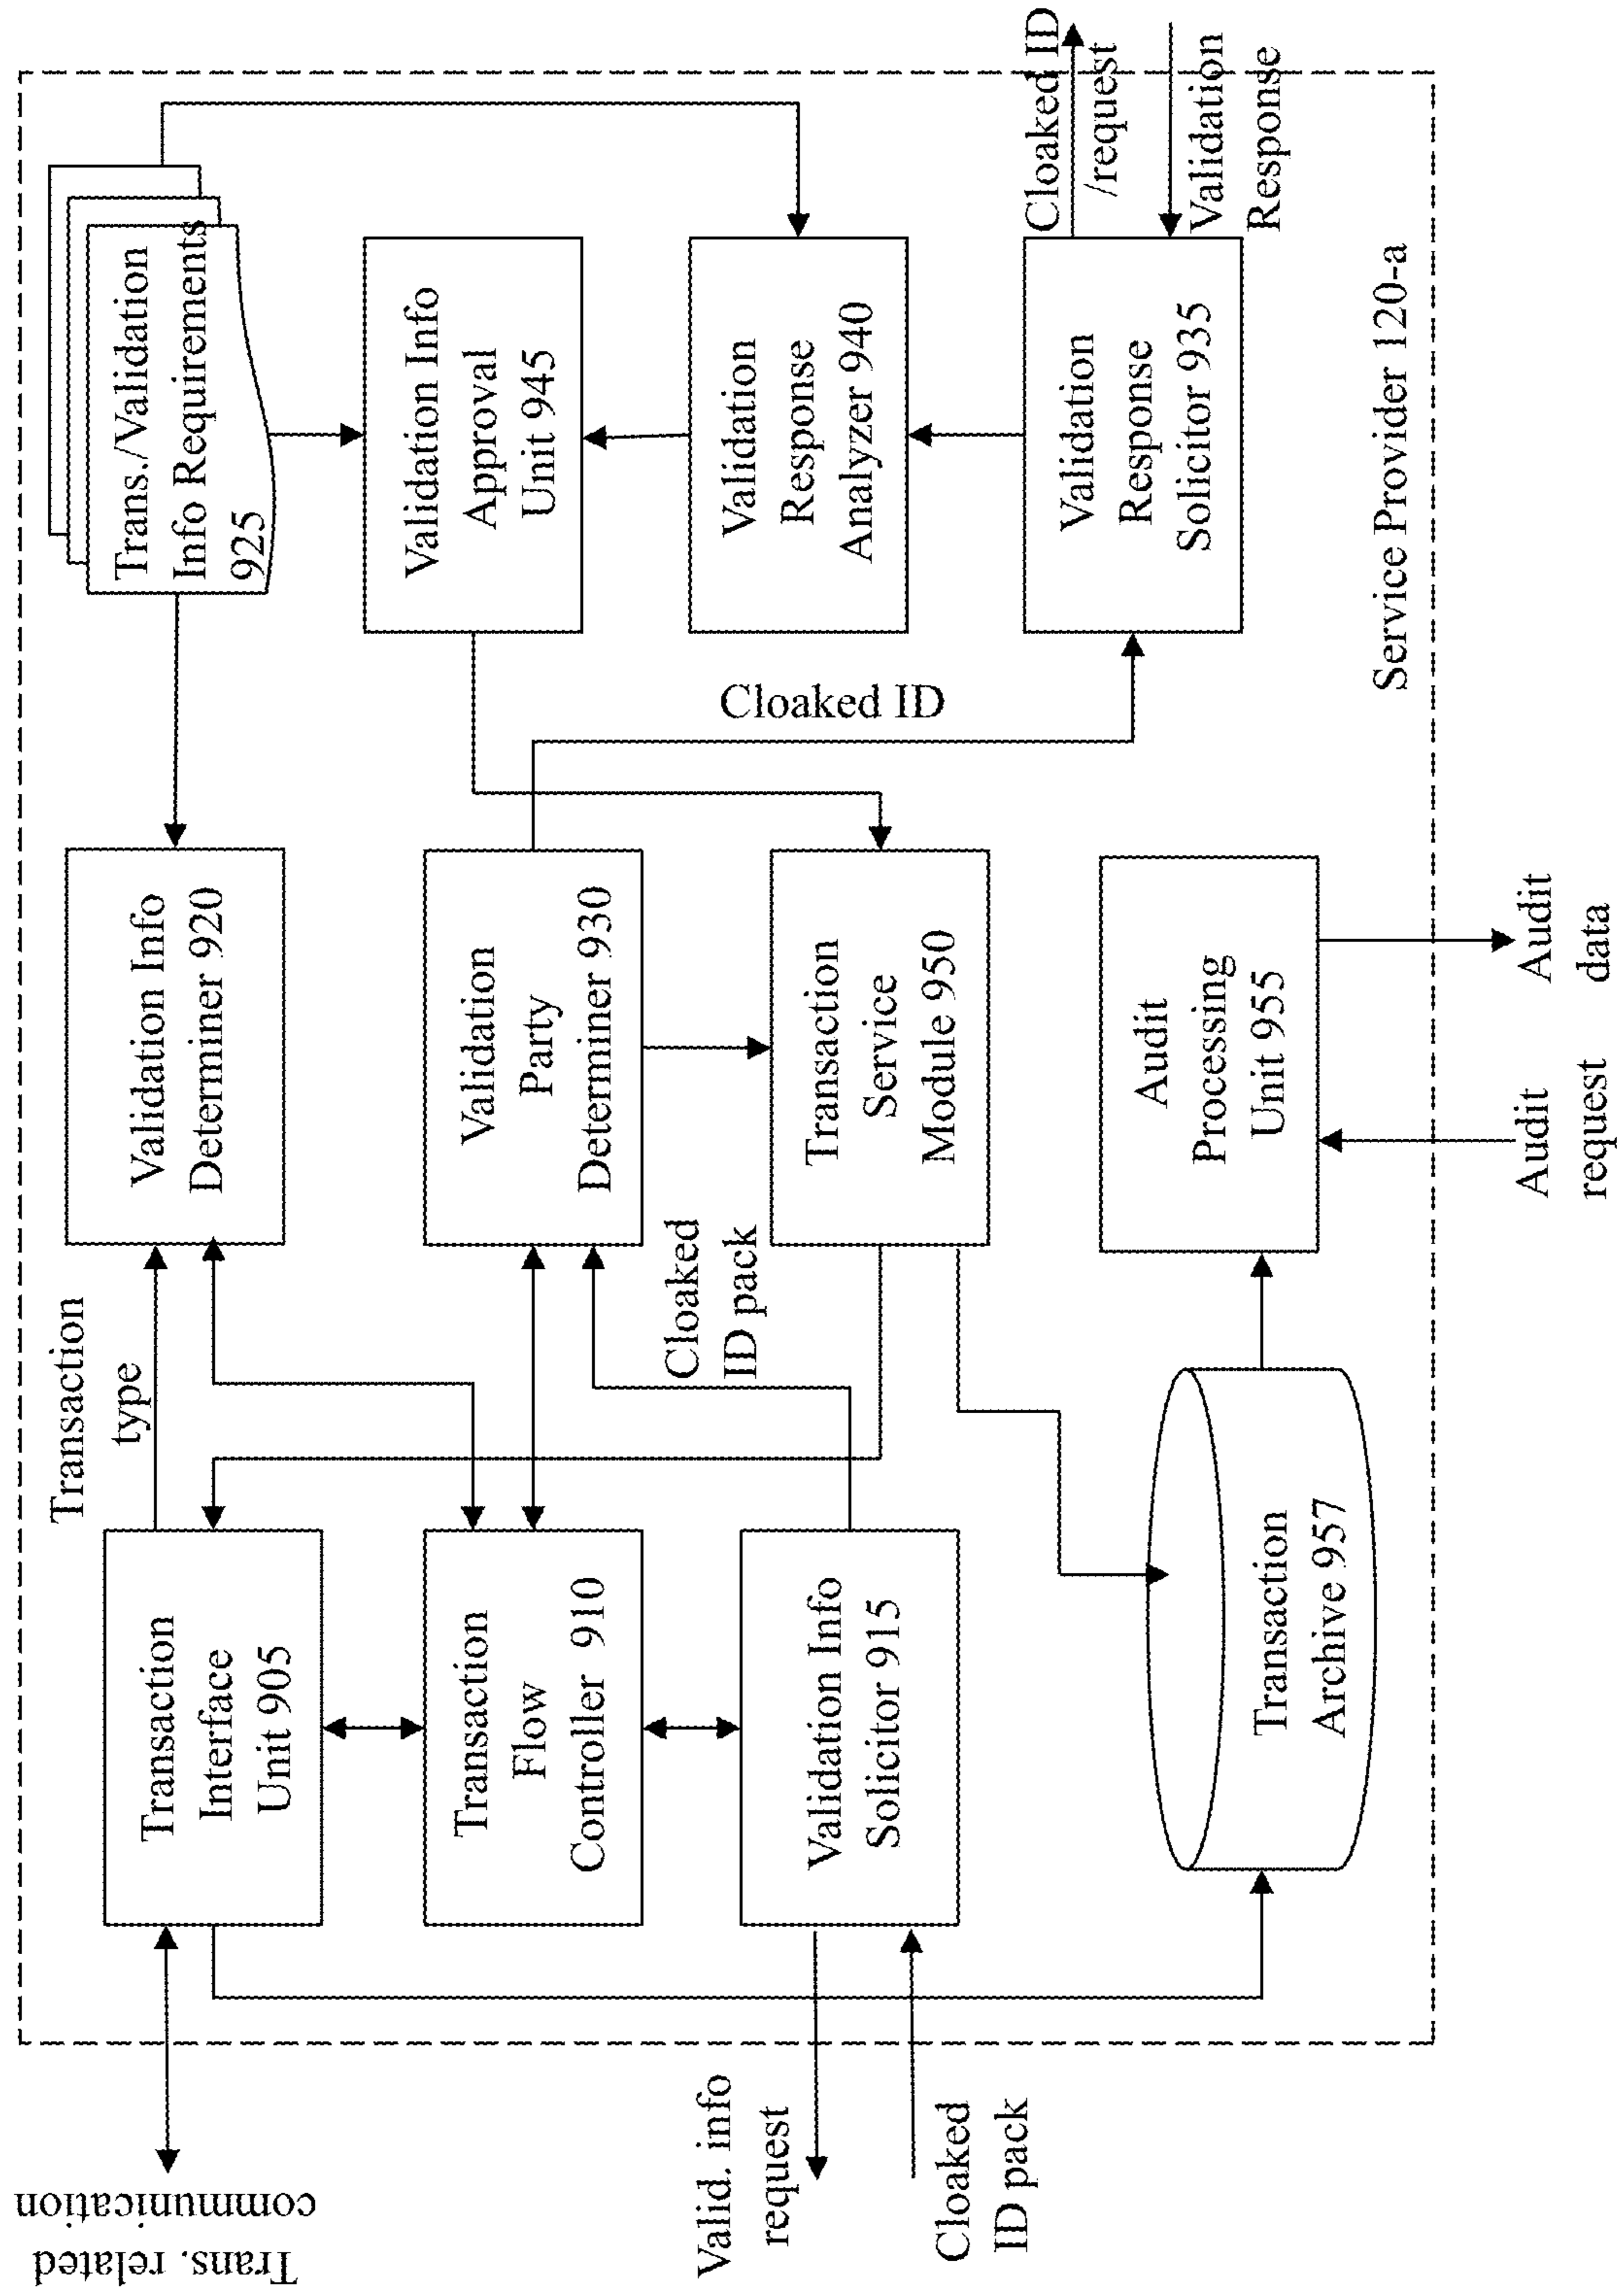 Trans. related
communication
Transaction
Interface
Unit 905
Transaction
type
Validation Info
Determiner 920
Trans./Validation
Info Requirements
925
Transaction
Flow
Controller 910
Validation
Party
Determiner 930
Validation Info
Approval
Unit 945
Valid. info
request
Cloaked
ID pack
Validation Info
Solicitor 915
Cloaked
ID pack
Transaction
Service
Module 950
Cloaked ID
Validation
Response
Analyzer 940
Transaction
Archive 957
Audit
Processing
Unit 955
Validation
Response
Solicitor 935
Cloaked ID
/request
Validation
Response
Service Provider 120-a
Audit
request
Audit
data